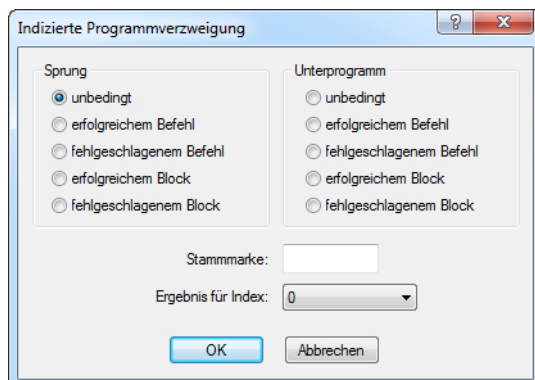 Indizierte Programmverzweigung
?
Sprung
unbedingt
erfolgreichem Befehl
fehlgeschlagenem Befehl
erfolgreichem Block
fehlgeschlagenem Block
Unterprogramm
unbedingt
erfolgreichem Befehl
fehlgeschlagenem Befehl
erfolgreichem Block
fehlgeschlagenem Block
Stammmarke:
Ergebnis für Index: 0
OK Abbrechen